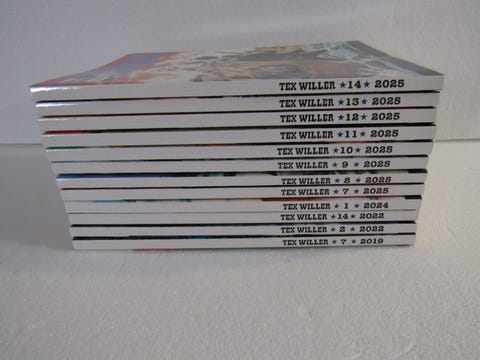 TEX WILLER ★14★ 2025
TEX WILLER ★13★ 2025
TEX WILLER ★12★ 2025
TEX WILLER ★11★ 2025
TEX WILLER ★10★ 2025
TEX WILLER ★ 9 ★ 2025
TEX WILLER ★ 8 ★ 2025
TEX WILLER ★ 7 ★ 2025
TEX WILLER ★ 1 ★ 2024
TEX WILLER ★14★ 2022
TEX WILLER ★ 2 ★ 2022
TEX WILLER ★ 7 ★ 2019